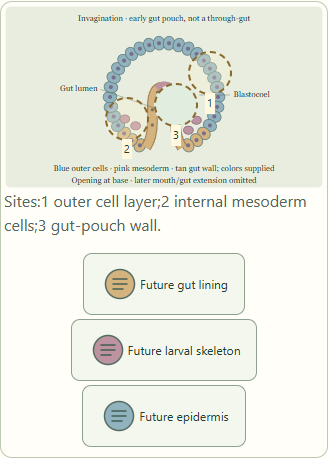 Invagination · early gut pouch, not a through-gut
Gut lumen
Blastocoel
1
2
3
Blue outer cells · pink mesoderm · tan gut wall; colors supplied
Opening at base · later mouth/gut extension omitted
Sites:1 outer cell layer;2 internal mesoderm
cells;3 gut-pouch wall.
Future gut lining
Future larval skeleton
Future epidermis